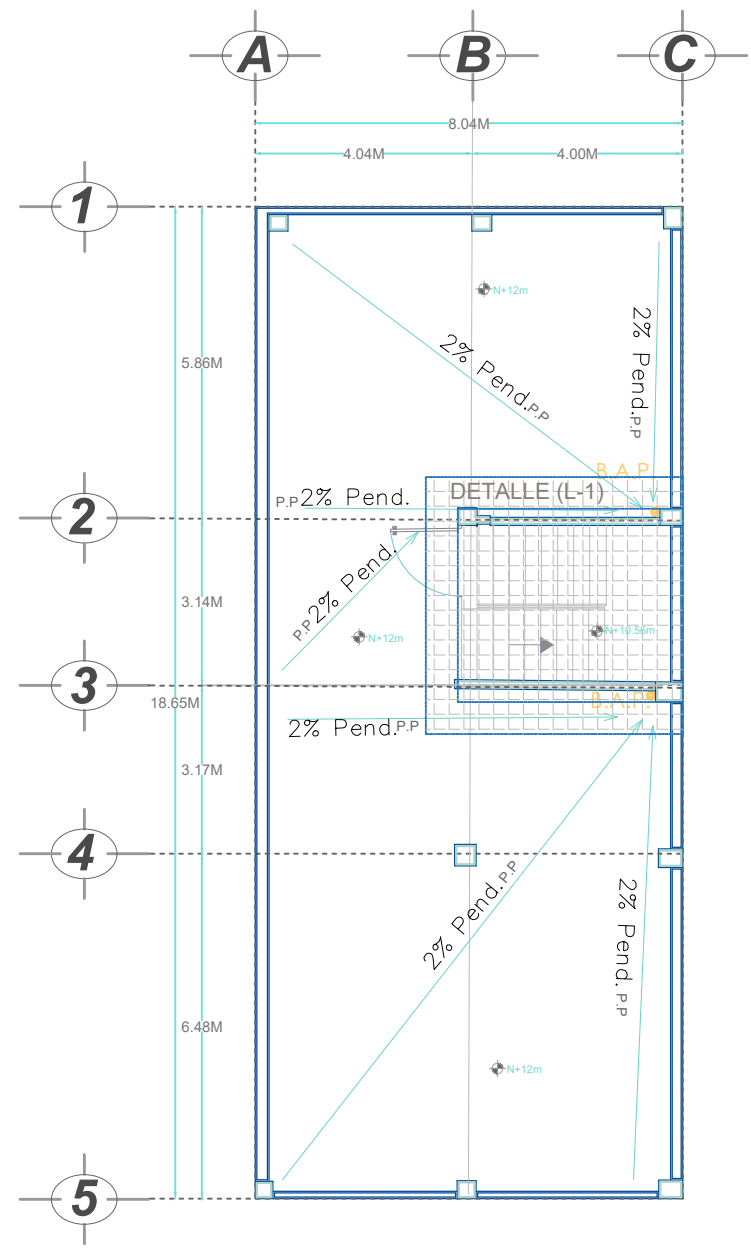 A
B
C
8.04M
4.04M
4.00M
1
5.86M
N+12m
2% Pend.P.P
2% Pend.P.P
B.A.P.
DETALLE (L-1)
P.P2% Pend.
2
P.P2% Pend.
3.14M
N+12m
N+10.56m
3
18.65M
B.A.P.
2% Pend.P.P
3.17M
4
2% Pend.P.P
2% Pend.P.P
6.48M
N+12m
5